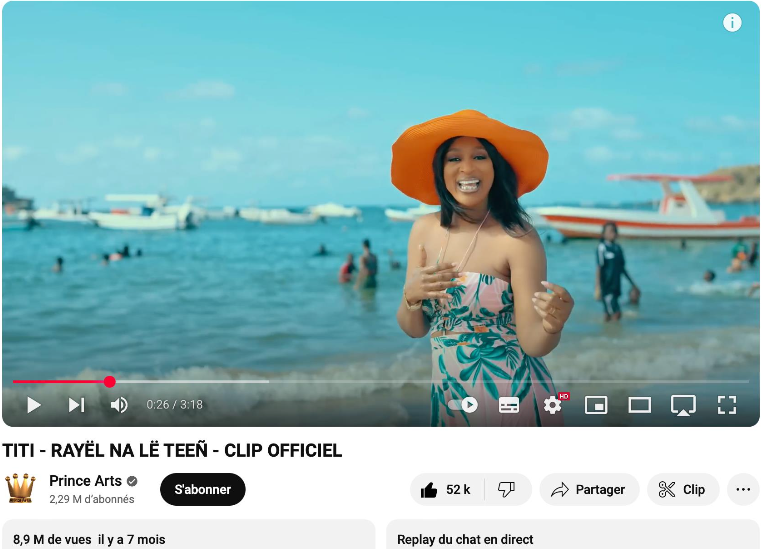 HD
0:26 / 3:18
TITI - RAYËL NA LË TEEÑ - CLIP OFFICIEL
Prince Arts
2,29 M d’abonnés
S'abonner
52 k
Partager
Clip
8,9 M de vues il y a 7 mois
Replay du chat en direct